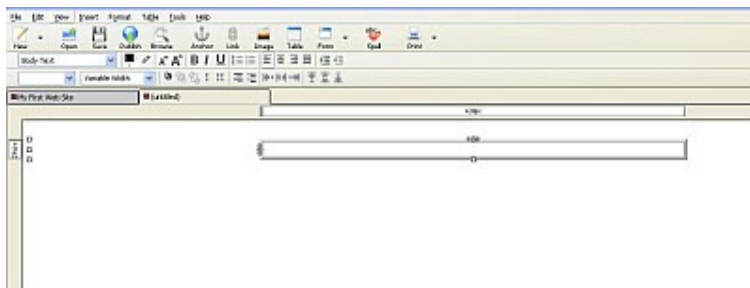 File Edit View Insert Format Table Tools Help
New Open Save Publish Browse Anchor Link Image Table Form Spell Print
Body Text
Variable Width
My First Web Site (untitled)